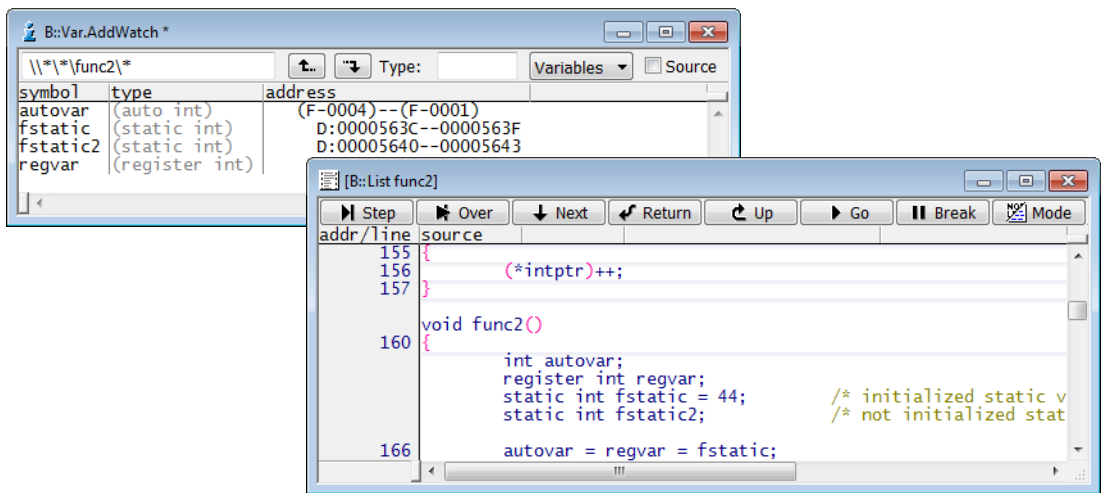 B::Var.AddWatch *
\\*\*\func2\* Type: Variables Source
symbol type address
autovar (auto int) (F-0004)--(F-0001)
fstatic (static int) D:0000563C--0000563F
fstatic2 (static int) D:00005640--00005643
regvar (register int)
[B::List func2]
Step Over Next Return Up Go Break Mode
addr/line source
155 {
156 (*intptr)++;
157 }
void func2()
160 {
int autovar;
register int regvar;
static int fstatic = 44; /* initialized static v
static int fstatic2; /* not initialized stat
166 autovar = regvar = fstatic;